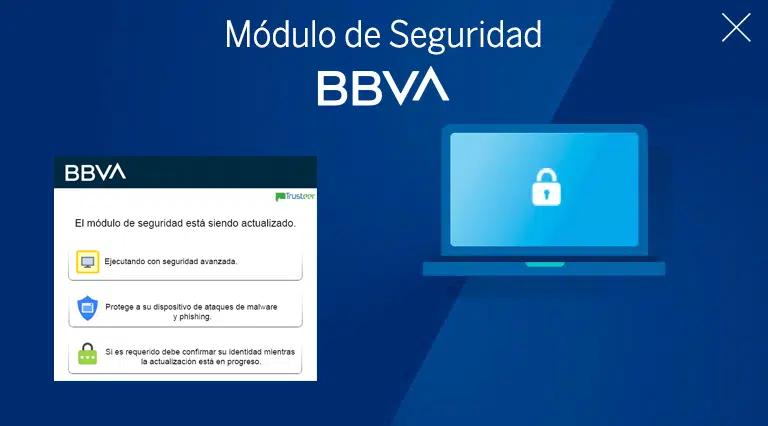 Módulo de Seguridad
BBVA
BBVA
Trusteer
El módulo de seguridad está siendo actualizado.
Ejecutando con seguridad avanzada.
Protege a su dispositivo de ataques de malware
y phishing.
Si es requerido debe confirmar su identidad mientras
la actualización está en progreso.